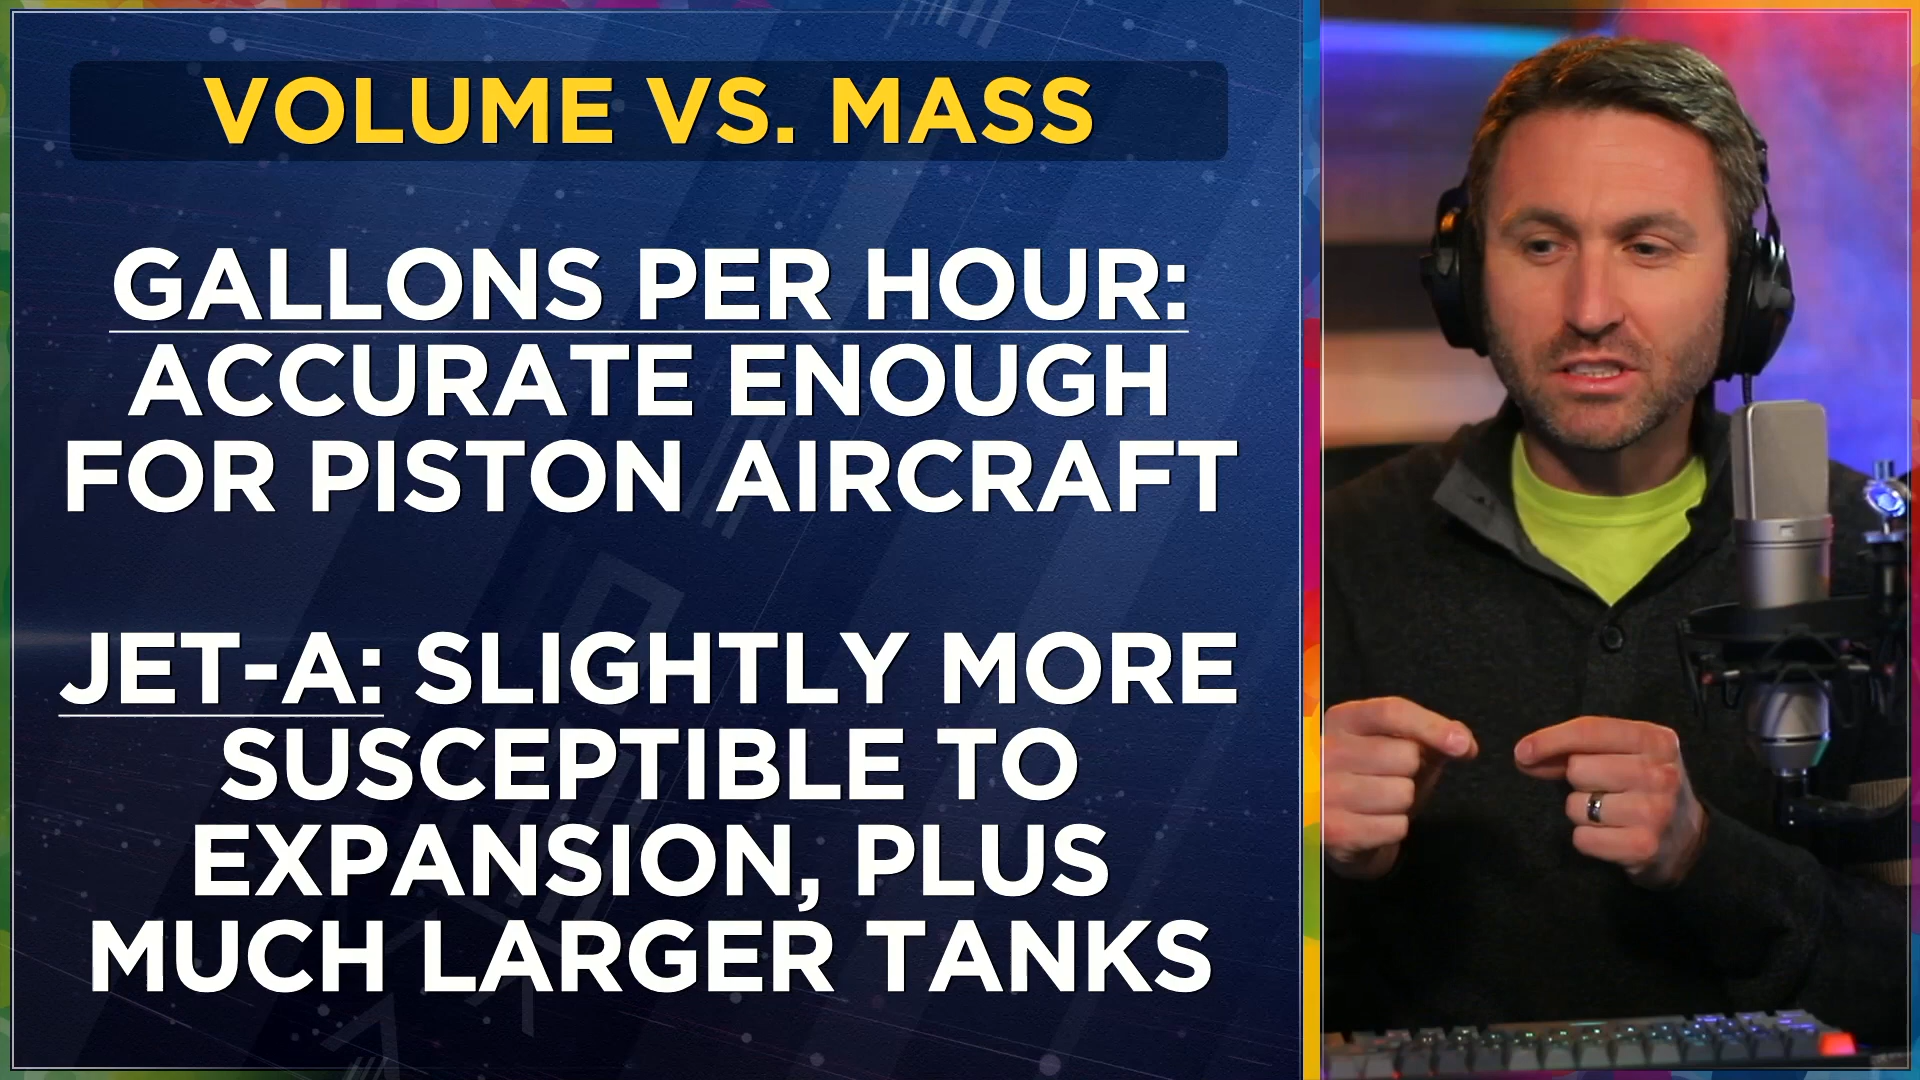 VOLUME VS. MASS
GALLONS PER HOUR:
ACCURATE ENOUGH
FOR PISTON AIRCRAFT
JET-A: SLIGHTLY MORE
SUSCEPTIBLE TO
EXPANSION, PLUS
MUCH LARGER TANKS